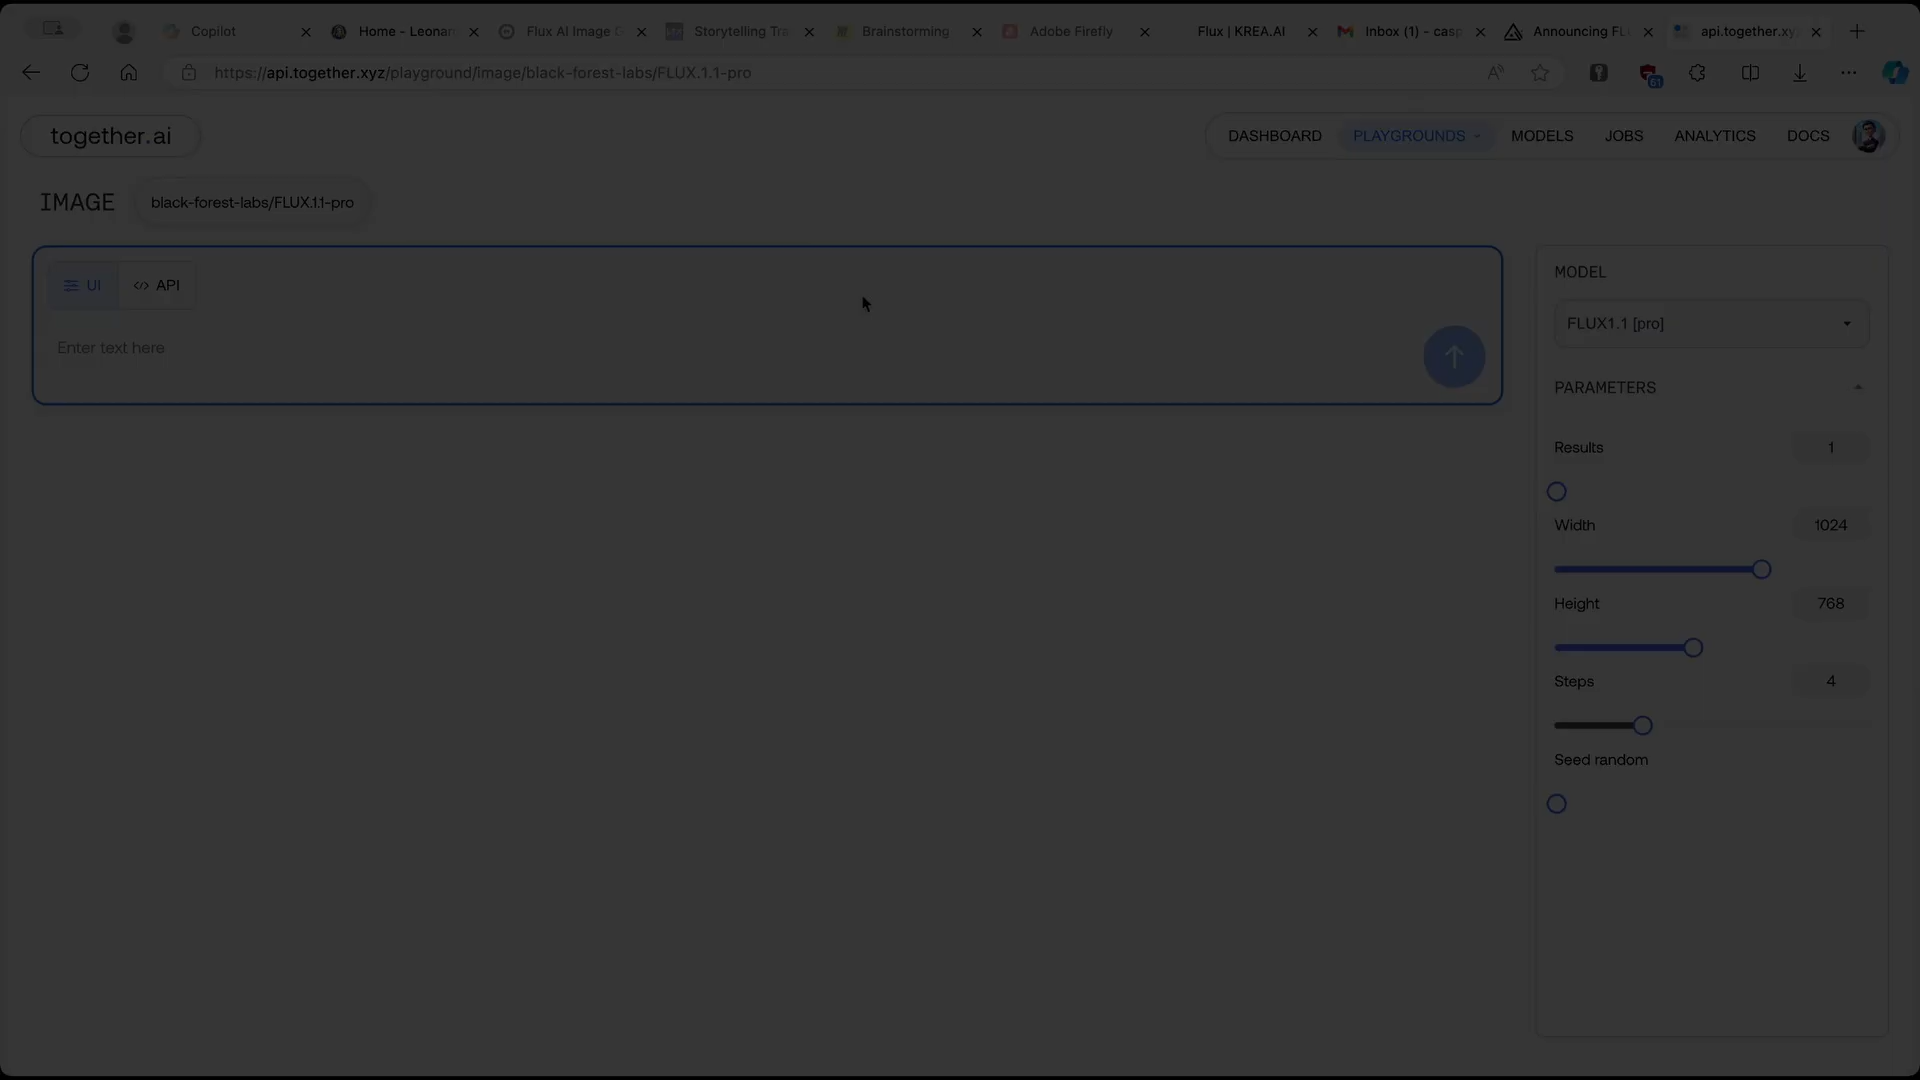 Copilot
Home - Leonar
Flux AI Image G
Storytelling Tra
Brainstorming
Adobe Firefly
Flux | KREA.AI
Inbox (1) - casp
Announcing FL
api.together.xy
https://api.together.xyz/playground/image/black-forest-labs/FLUX.1.1-pro
61
together.ai
DASHBOARD
PLAYGROUNDS
MODELS
JOBS
ANALYTICS
DOCS
IMAGE
black-forest-labs/FLUX.1.1-pro
UI
API
Enter text here
MODEL
FLUX1.1 [pro]
PARAMETERS
Results 1
Width 1024
Height 768
Steps 4
Seed random